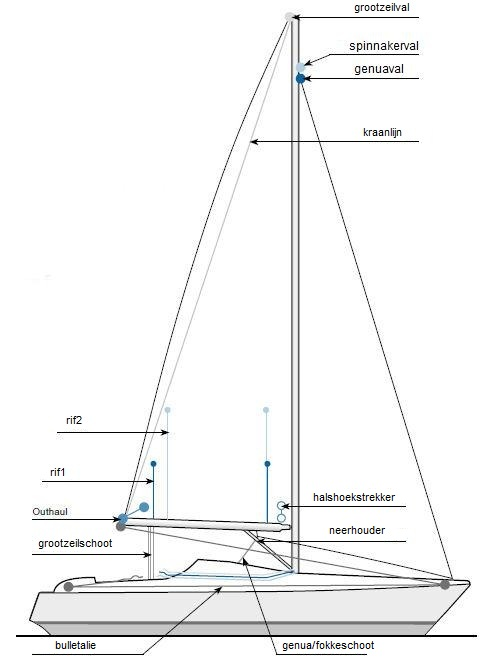 grootzeilval
spinnakerval
genuaval
kraanlijn
rif2
rif1
halshoekstrekker
Outhaul
neerhouder
grootzeilschoot
bulletalie
genua/fokkeschoot